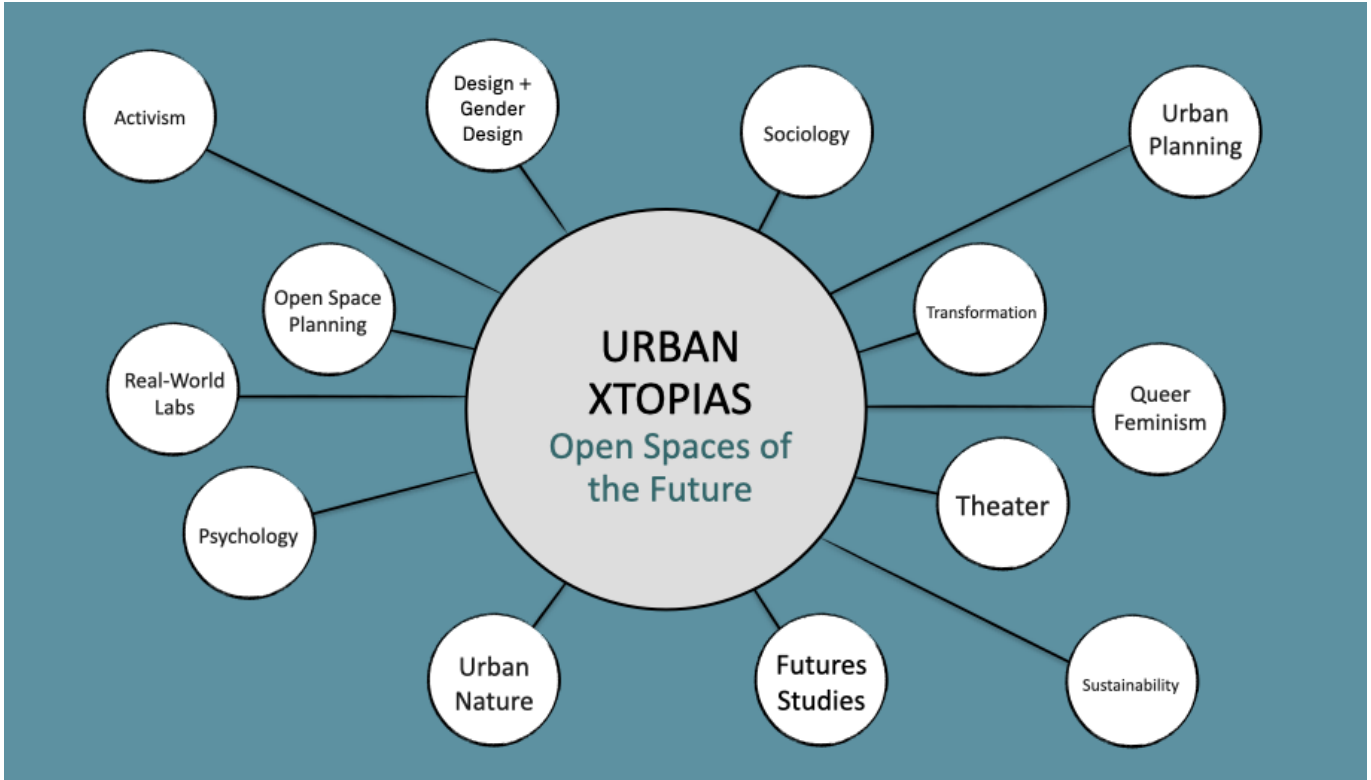 Activism
Design +
Gender
Design
Sociology
Urban
Planning
Open Space
Planning
Transformation
Real-World
Labs
URBAN
XTOPIAS
Open Spaces of
the Future
Queer
Feminism
Psychology
Theater
Urban
Nature
Futures
Studies
Sustainability